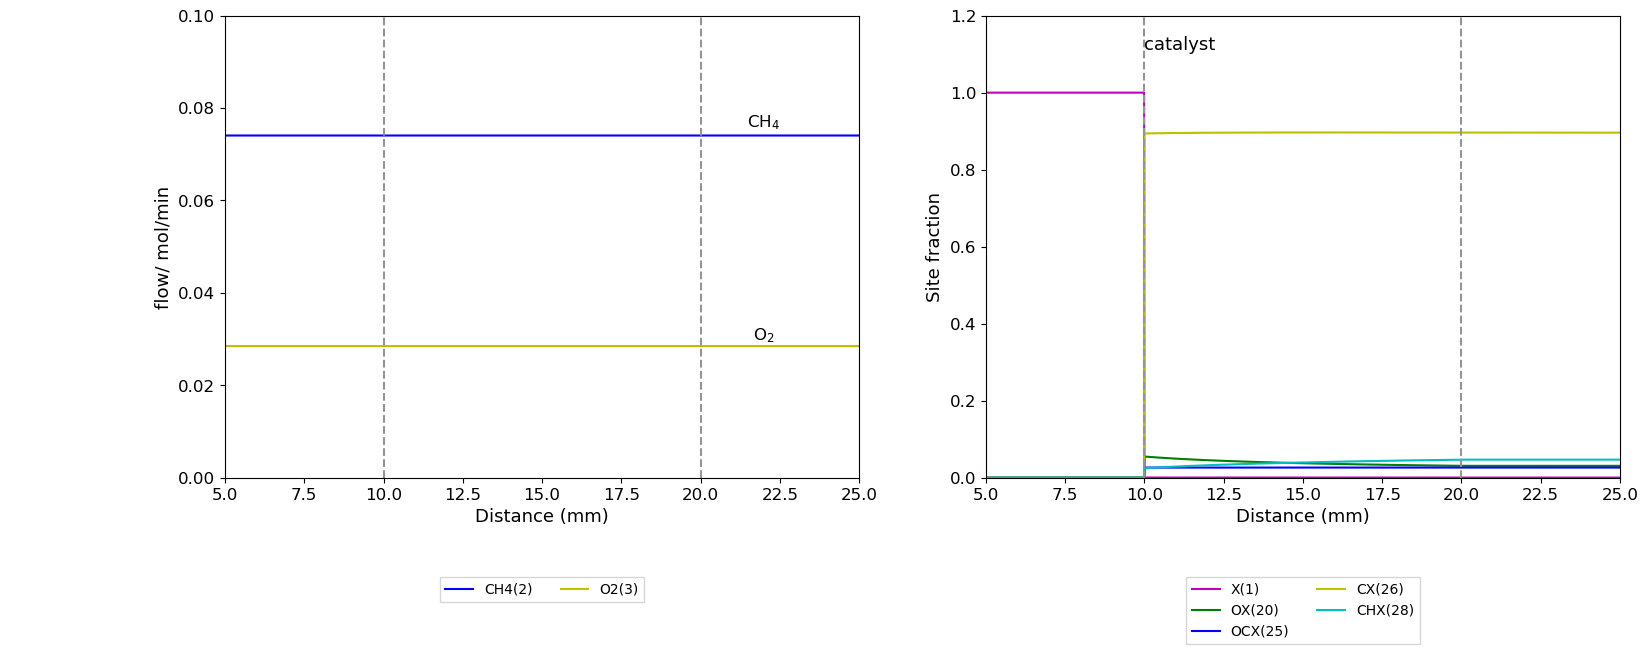 0.10
0.08
0.06
0.04
0.02
0.00
flow/ mol/min
CH4
O2
5.0 7.5 10.0 12.5 15.0 17.5 20.0 22.5 25.0
Distance (mm)
CH4(2) O2(3)
1.2
1.0
0.8
0.6
0.4
0.2
0.0
Site fraction
catalyst
5.0 7.5 10.0 12.5 15.0 17.5 20.0 22.5 25.0
Distance (mm)
X(1) CX(26)
OX(20) CHX(28)
OCX(25)